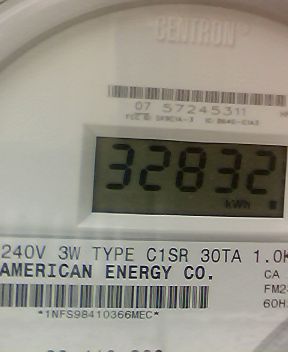 CENTRON
07 57245311
32832
kWh
240V 3W TYPE C1SR 30TA 1.0K
AMERICAN ENERGY CO.
CA
FM2
60H
*1NFS98410366MEC*